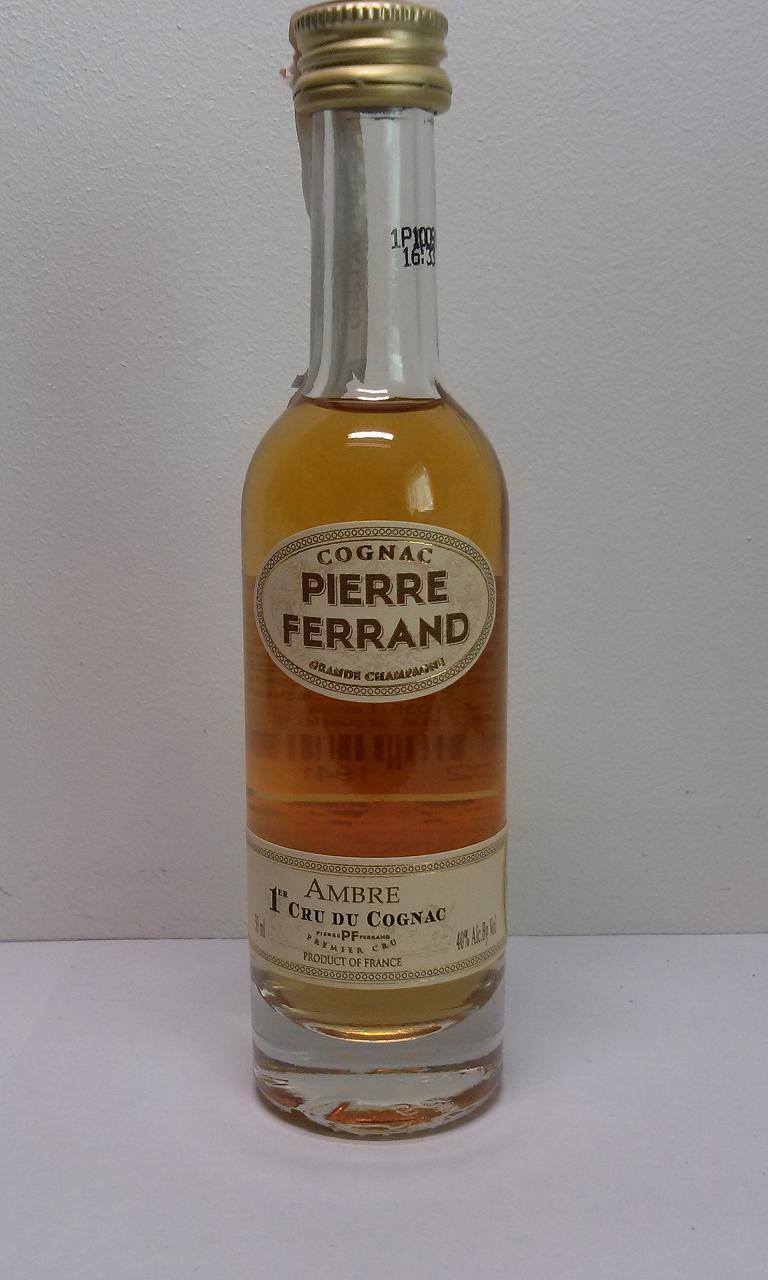 16:33
COGNAC
PIERRE
FERRAND
GRANDE CHAMPAGNE
AMBRE
1ER CRU DU COGNAC
PIERRE PF FERRAND
PREMIER CRU
PRODUCT OF FRANCE
40% Alc.By Vol